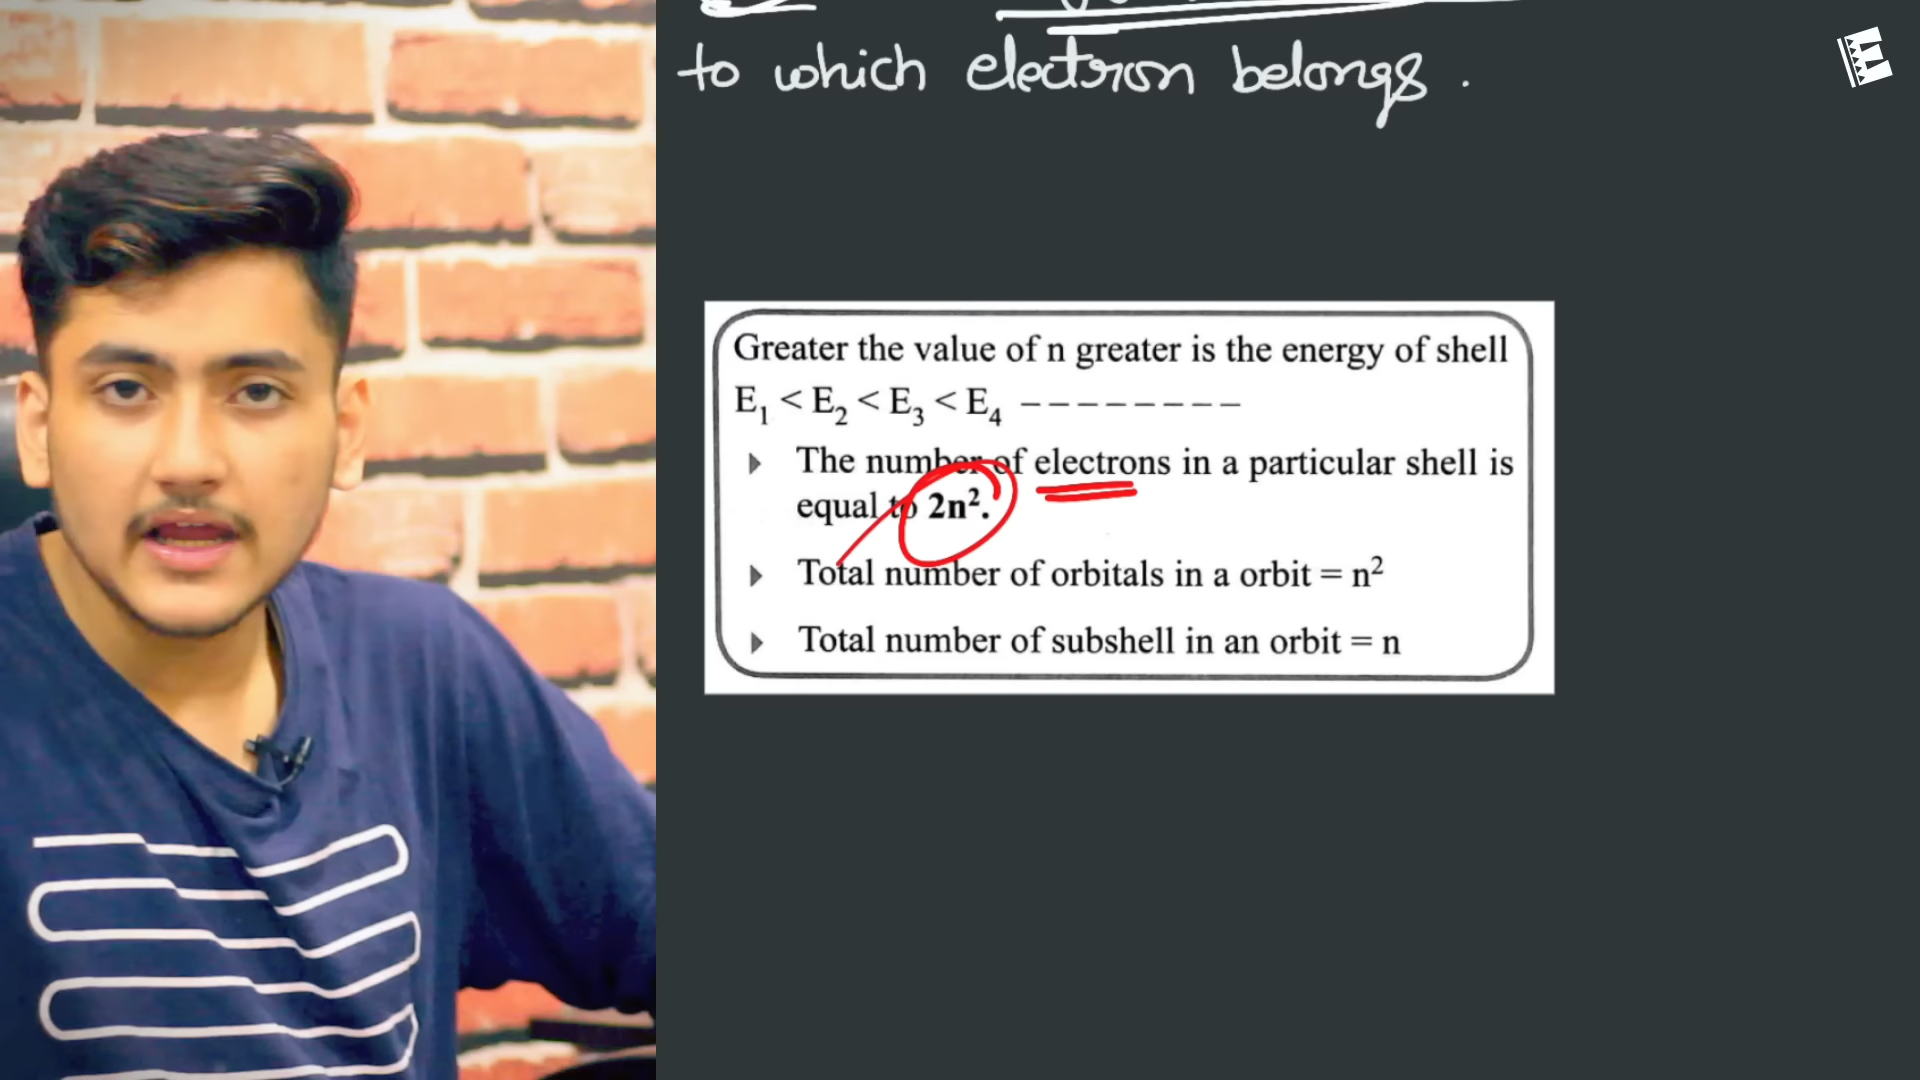 to which electron belongs .
Greater the value of n greater is the energy of shell
E₁ < E₂ < E₃ < E₄ --------
The number of electrons in a particular shell is
equal to 2n².
Total number of orbitals in a orbit = n²
Total number of subshell in an orbit = n